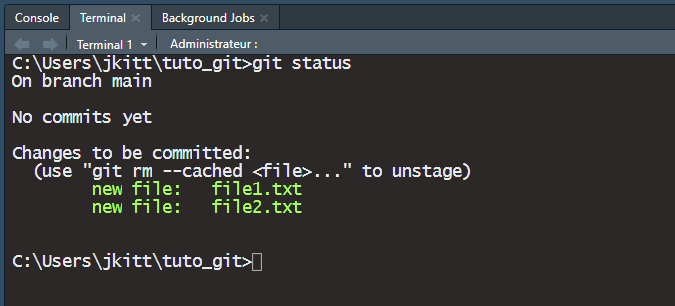 Console Terminal Background Jobs
Terminal 1 Administrateur :
C:\Users\jkitt\tuto_git>git status
On branch main
No commits yet
Changes to be committed:
(use "git rm --cached <file>..." to unstage)
new file: file1.txt
new file: file2.txt
C:\Users\jkitt\tuto_git>